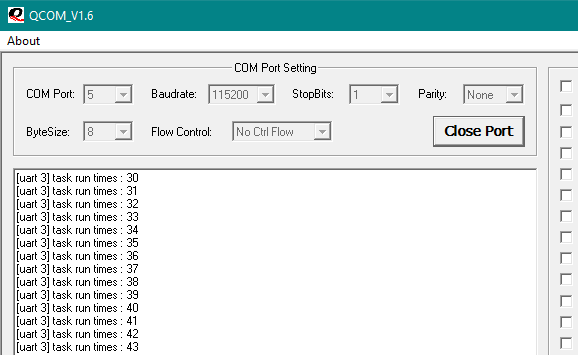 QCOM_V1.6
About
COM Port Setting
COM Port: 5 Baudrate: 115200 StopBits: 1 Parity: None
ByteSize: 8 Flow Control: No Ctrl Flow Close Port
[uart 3] task run times : 30
[uart 3] task run times : 31
[uart 3] task run times : 32
[uart 3] task run times : 33
[uart 3] task run times : 34
[uart 3] task run times : 35
[uart 3] task run times : 36
[uart 3] task run times : 37
[uart 3] task run times : 38
[uart 3] task run times : 39
[uart 3] task run times : 40
[uart 3] task run times : 41
[uart 3] task run times : 42
[uart 3] task run times : 43